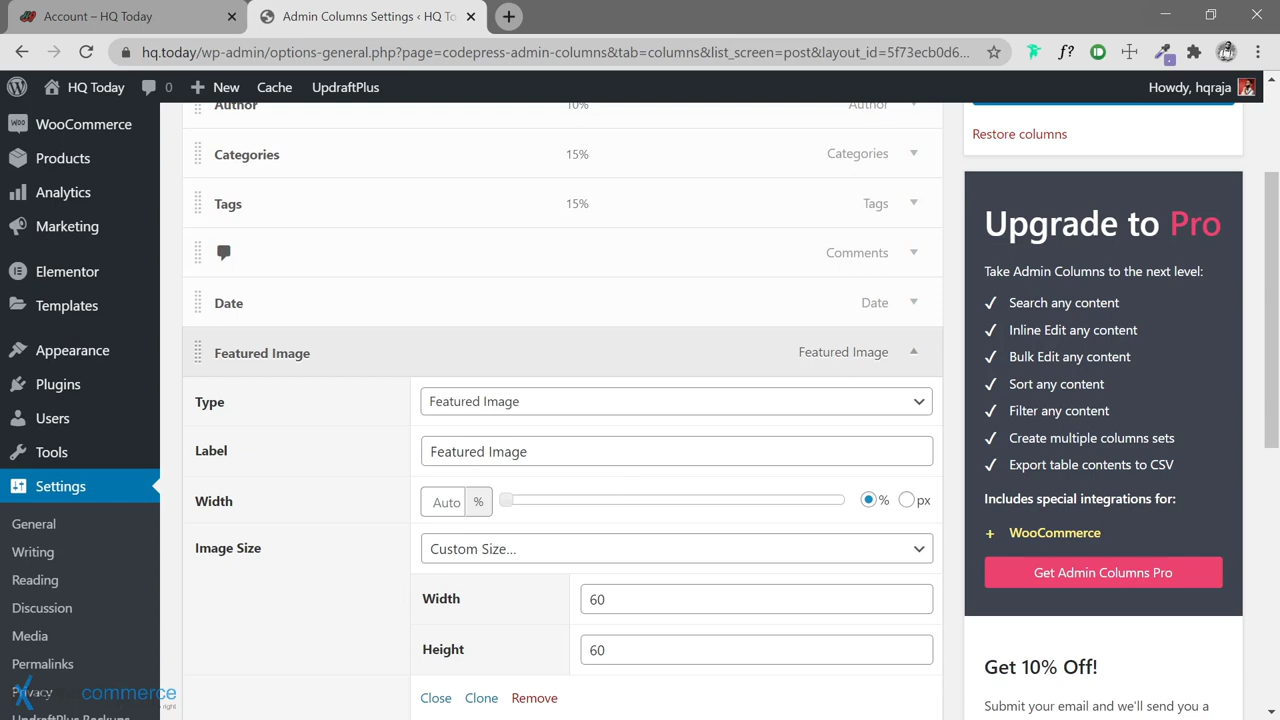 Account – HQ Today
Admin Columns Settings ‹ HQ To
hq.today/wp-admin/options-general.php?page=codepress-admin-columns&tab=columns&list_screen=post&layout_id=5f73ecb0d6...
f?
HQ Today
0
New
Cache
UpdraftPlus
Howdy, hqraja
WooCommerce
Products
Analytics
Marketing
Elementor
Templates
Appearance
Plugins
Users
Tools
Settings
General
Writing
Reading
Discussion
Media
Permalinks
Privacy
commerce
UpdraftPlus Backups
Author 10% Author
Categories 15% Categories
Tags 15% Tags
Comments
Date Date
Featured Image Featured Image
Type Featured Image
Label Featured Image
Width Auto % % px
Image Size Custom Size...
Width 60
Height 60
Close Clone Remove
Restore columns
Upgrade to Pro
Take Admin Columns to the next level:
Search any content
Inline Edit any content
Bulk Edit any content
Sort any content
Filter any content
Create multiple columns sets
Export table contents to CSV
Includes special integrations for:
+ WooCommerce
Get Admin Columns Pro
Get 10% Off!
Submit your email and we'll send you a